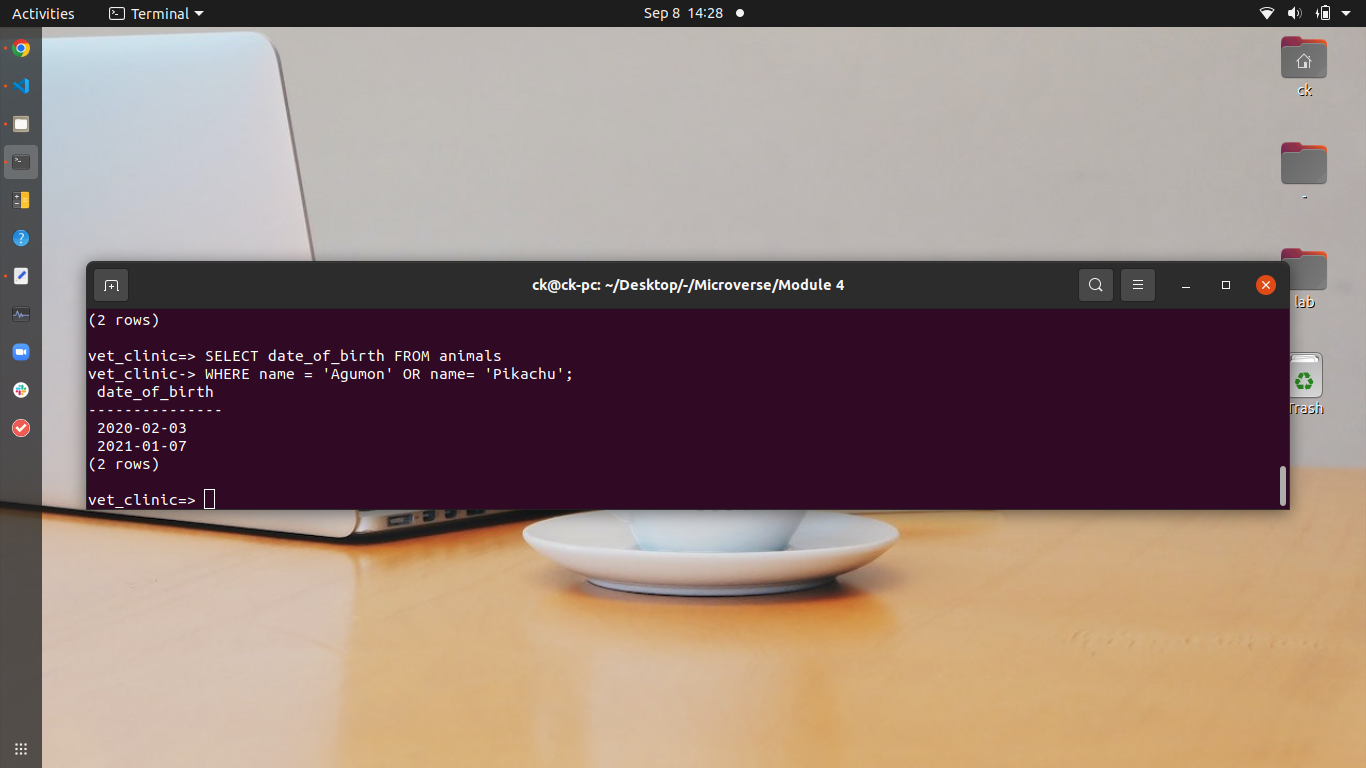 Activities
Terminal
Sep 8 14:28
ck
-
lab
Trash
ck@ck-pc: ~/Desktop/-/Microverse/Module 4
(2 rows)
vet_clinic=> SELECT date_of_birth FROM animals
vet_clinic-> WHERE name = 'Agumon' OR name= 'Pikachu';
date_of_birth
---------------
2020-02-03
2021-01-07
(2 rows)
vet_clinic=>